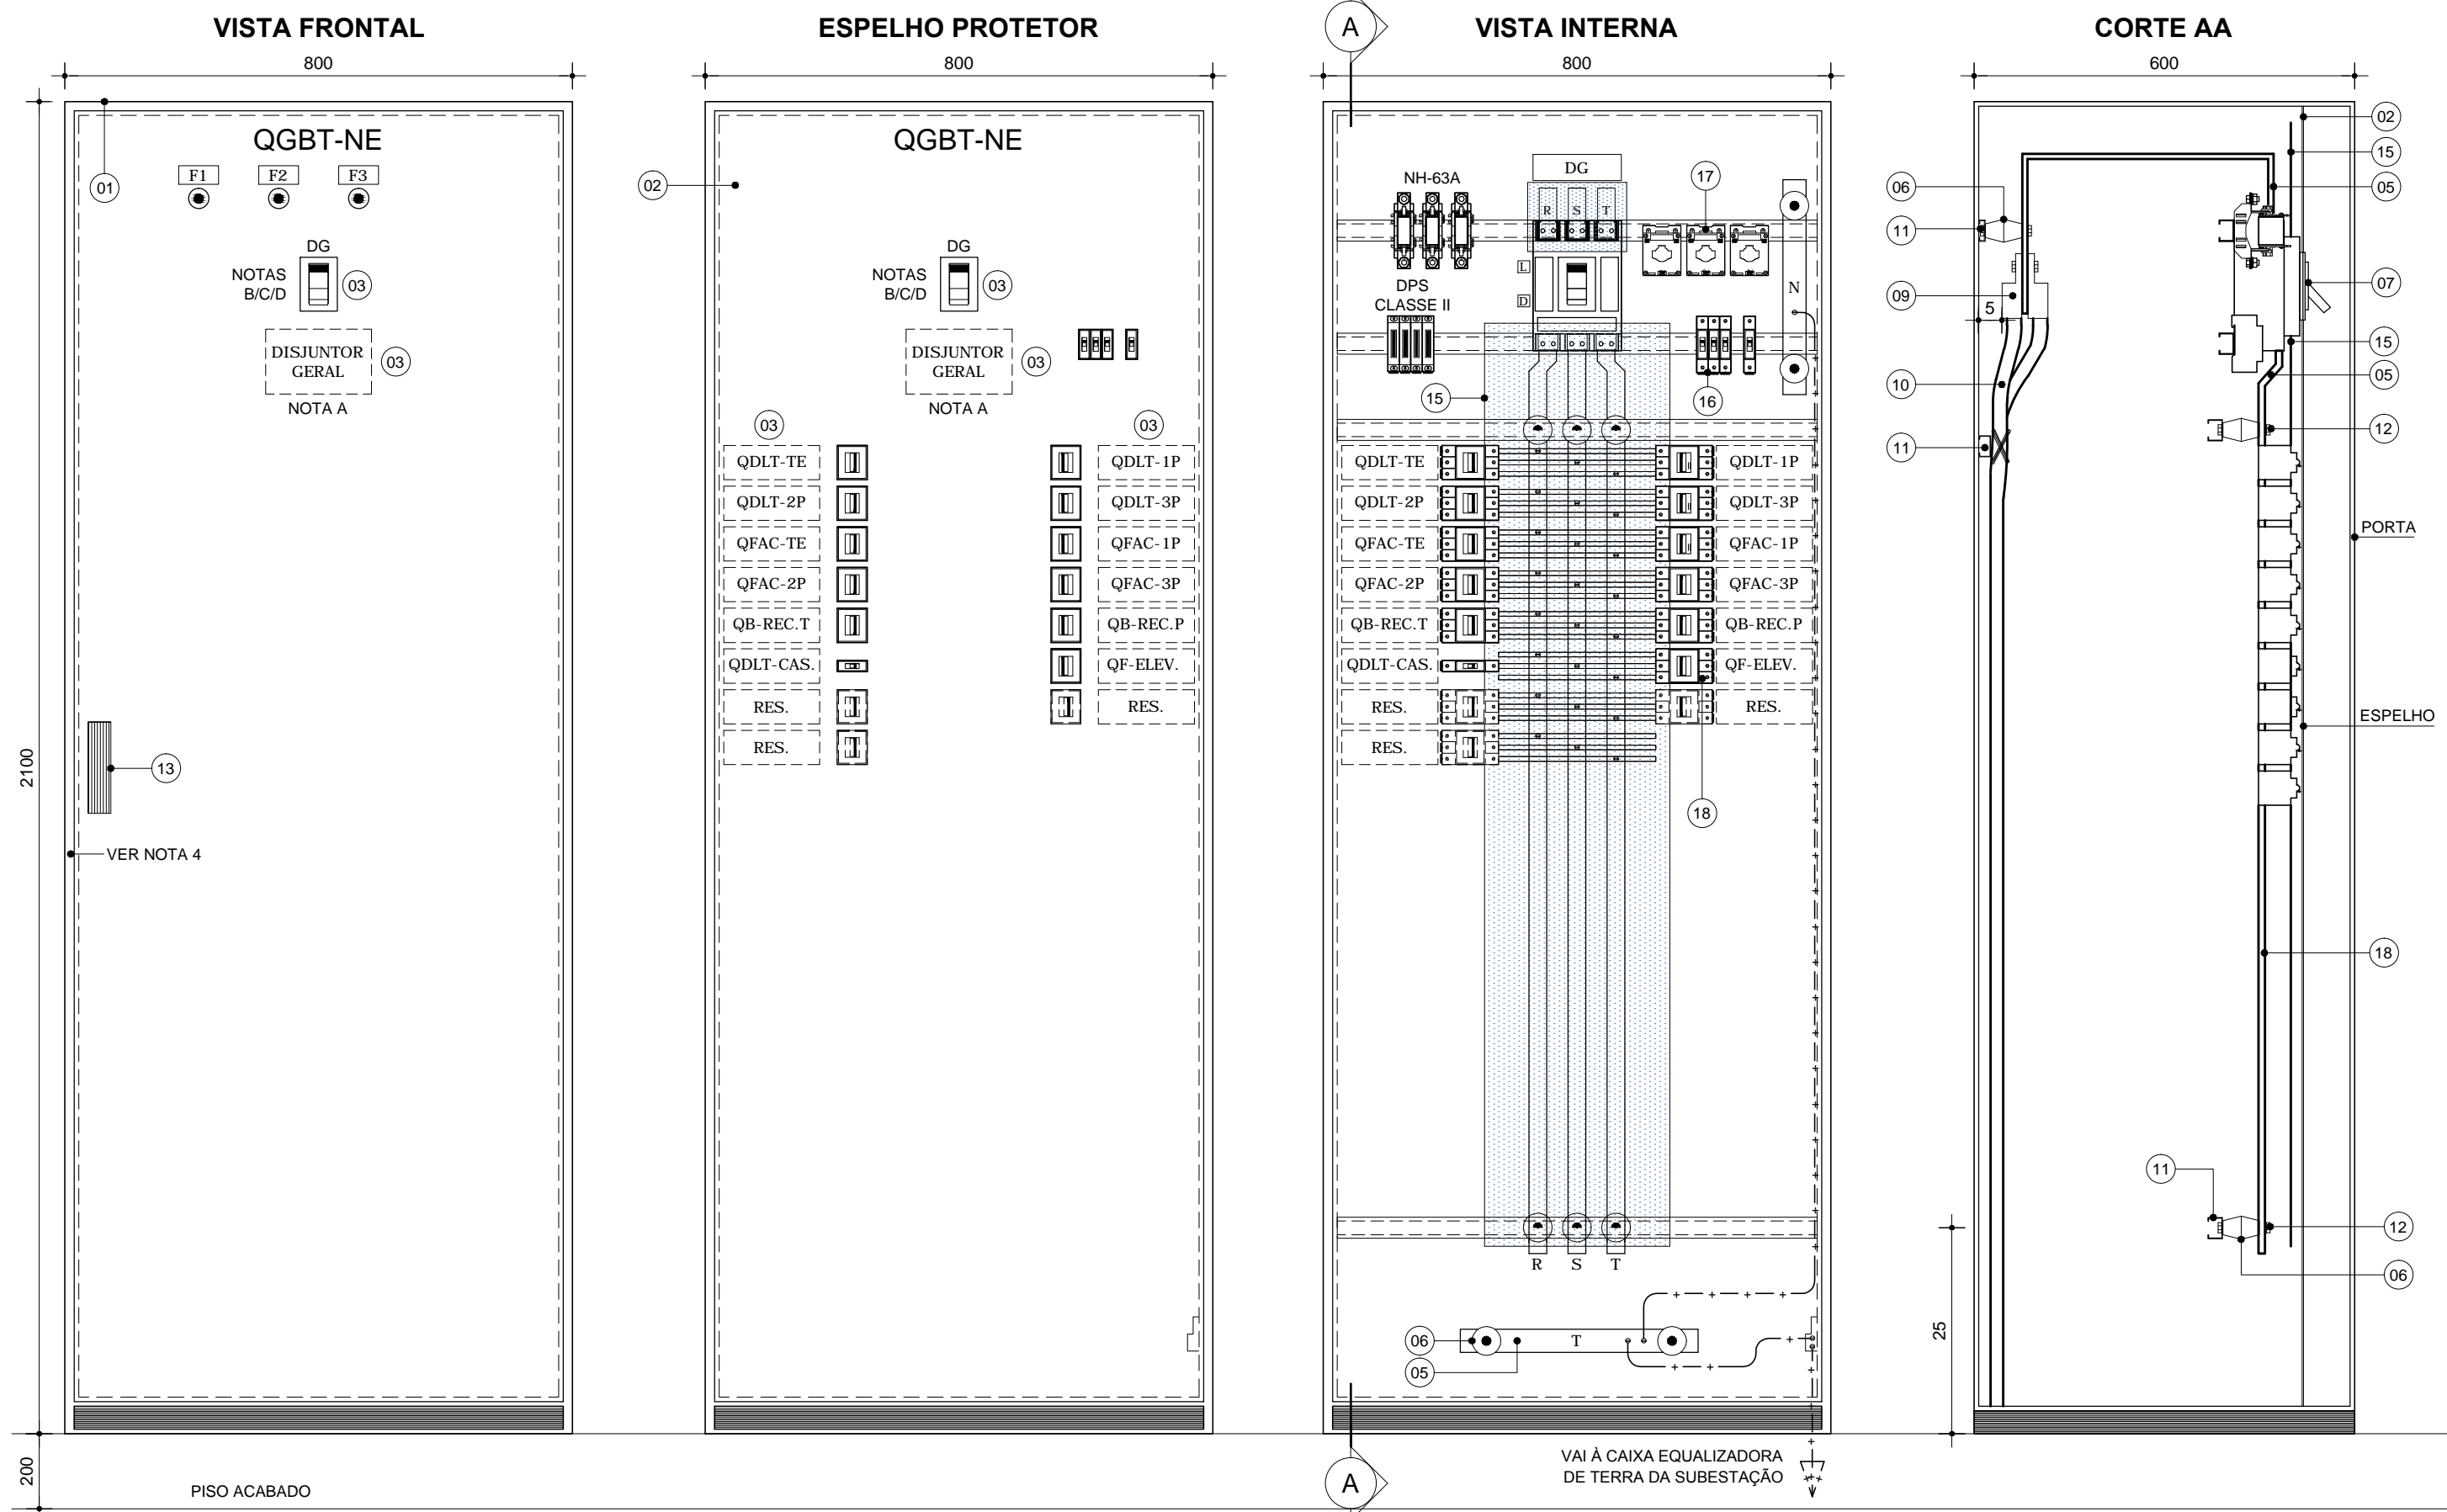 VISTA FRONTAL
800
2100
200
01
QGBT-NE
F1
F2
F3
DG
NOTAS
B/C/D
03
DISJUNTOR
GERAL
03
NOTA A
13
VER NOTA 4
PISO ACABADO
ESPELHO PROTETOR
800
QGBT-NE
02
DG
NOTAS
B/C/D
03
DISJUNTOR
GERAL
03
NOTA A
03
03
QDLT-TE
QDLT-1P
QDLT-2P
QDLT-3P
QFAC-TE
QFAC-1P
QFAC-2P
QFAC-3P
QB-REC.T
QB-REC.P
QDLT-CAS.
QF-ELEV.
RES.
RES.
RES.
A
VISTA INTERNA
800
DG
NH-63A
17
R
S
T
L
D
N
DPS
CLASSE II
15
16
QDLT-TE
QDLT-1P
QDLT-2P
QDLT-3P
QFAC-TE
QFAC-1P
QFAC-2P
QFAC-3P
QB-REC.T
QB-REC.P
QDLT-CAS.
QF-ELEV.
RES.
RES.
RES.
18
R
S
T
06
T
05
A
VAI À CAIXA EQUALIZADORA
DE TERRA DA SUBESTAÇÃO
CORTE AA
600
02
15
06
05
11
07
09
5
15
05
10
12
11
PORTA
ESPELHO
18
11
12
06
25